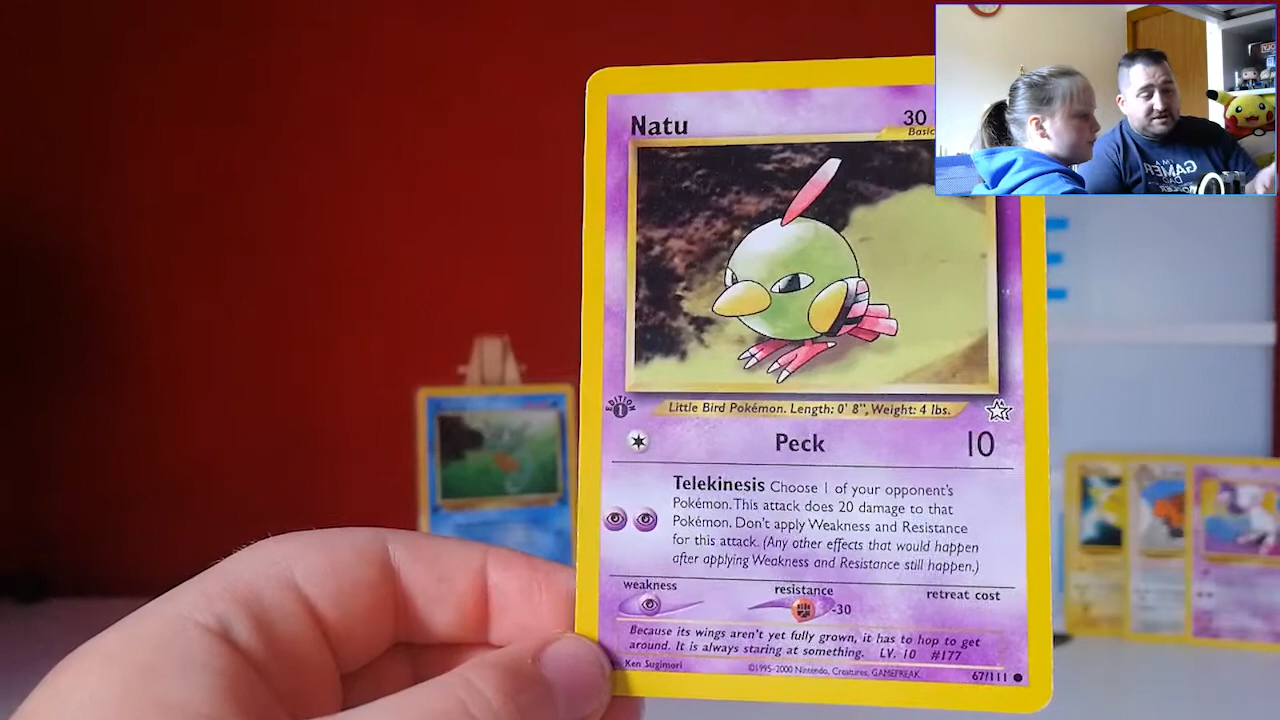 Natu
30
Basic
EDITION
1
Little Bird Pokémon. Length: 0' 8", Weight: 4 lbs.
Peck 10
Telekinesis Choose 1 of your opponent's
Pokémon. This attack does 20 damage to that
Pokémon. Don't apply Weakness and Resistance
for this attack. (Any other effects that would happen
after applying Weakness and Resistance still happen.)
weakness resistance retreat cost
-30
Because its wings aren't yet fully grown, it has to hop to get
around. It is always staring at something. LV. 10 #177
Ken Sugimori ©1995-2000 Nintendo, Creatures, GAMEFREAK. 67/111
I'M A
GAMER
DAD